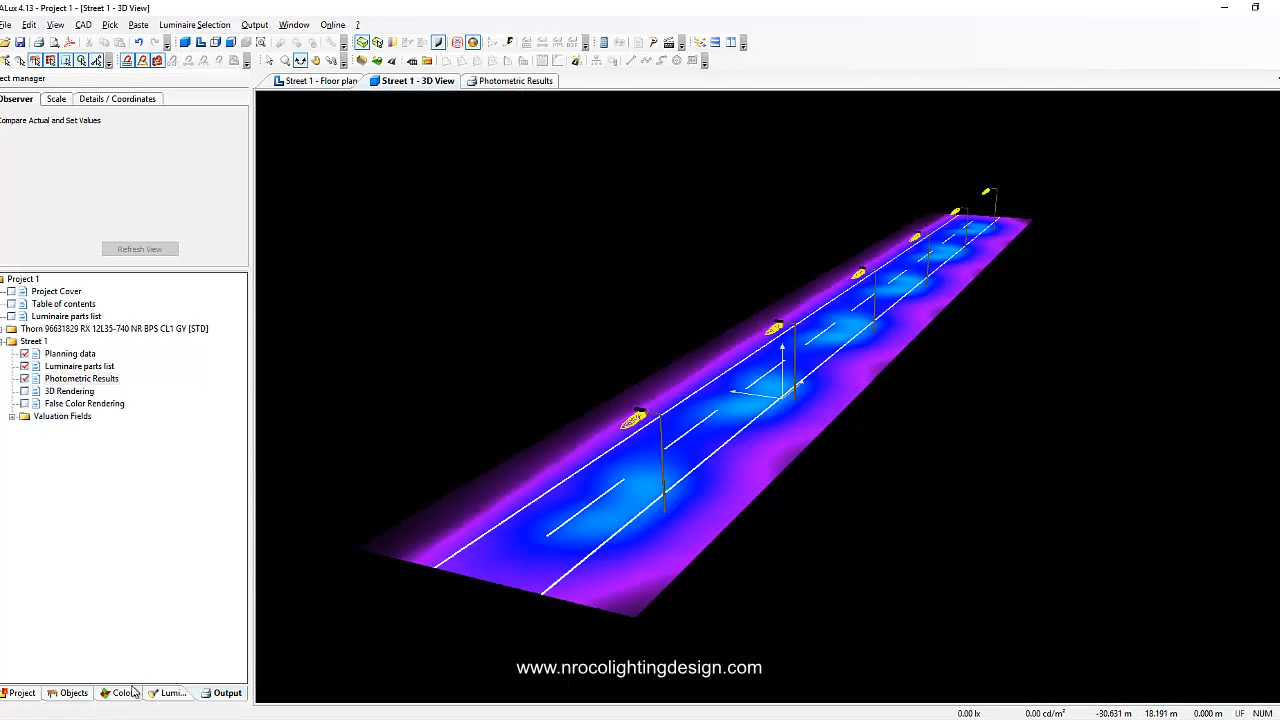 ALux 4.13 - Project 1 - [Street 1 - 3D View]
File Edit View CAD Pick Paste Luminaire Selection Output Window Online ?
Street 1 - Floor plan Street 1 - 3D View Photometric Results
ect manager
Observer Scale Details / Coordinates
Compare Actual and Set Values
Refresh View
Project 1
Project Cover
Table of contents
Luminaire parts list
Thorn 96631829 RX 12L35-740 NR BPS CL1 GY [STD]
Street 1
Planning data
Luminaire parts list
Photometric Results
3D Rendering
False Color Rendering
Valuation Fields
www.nrocolightingdesign.com
Project Objects Colo Lumi... Output
0.00 lx 0.00 cd/m² -30.631 m 18.191 m 0.000 m UF NUM